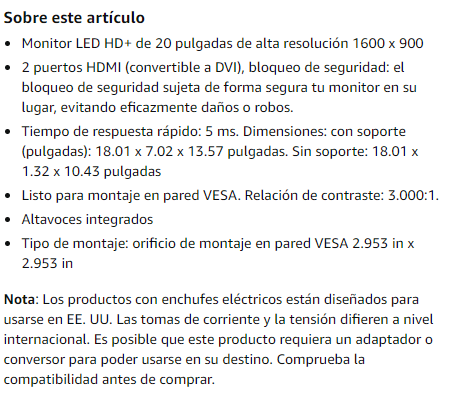 Sobre este artículo
• Monitor LED HD+ de 20 pulgadas de alta resolución 1600 x 900
• 2 puertos HDMI (convertible a DVI), bloqueo de seguridad: el
bloqueo de seguridad sujeta de forma segura tu monitor en su
lugar, evitando eficazmente daños o robos.
• Tiempo de respuesta rápido: 5 ms. Dimensiones: con soporte
(pulgadas): 18.01 x 7.02 x 13.57 pulgadas. Sin soporte: 18.01 x
1.32 x 10.43 pulgadas
• Listo para montaje en pared VESA. Relación de contraste: 3.000:1.
• Altavoces integrados
• Tipo de montaje: orificio de montaje en pared VESA 2.953 in x
2.953 in
Nota: Los productos con enchufes eléctricos están diseñados para
usarse en EE. UU. Las tomas de corriente y la tensión difieren a nivel
internacional. Es posible que este producto requiera un adaptador o
conversor para poder usarse en su destino. Comprueba la
compatibilidad antes de comprar.